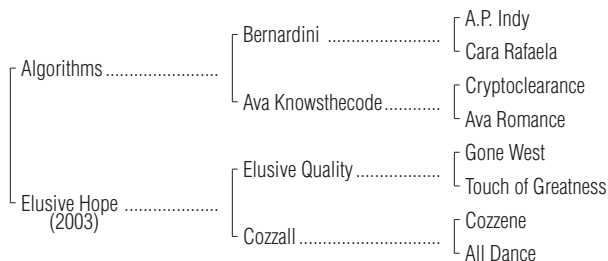 A.P. Indy
Bernardini ........................
Cara Rafaela
Algorithms ........................
Cryptoclearance
Ava Knowsthecode ............
Ava Romance
Gone West
Elusive Quality ..................
Touch of Greatness
Elusive Hope ....................
(2003)
Cozzene
Cozzall ..............................
All Dance